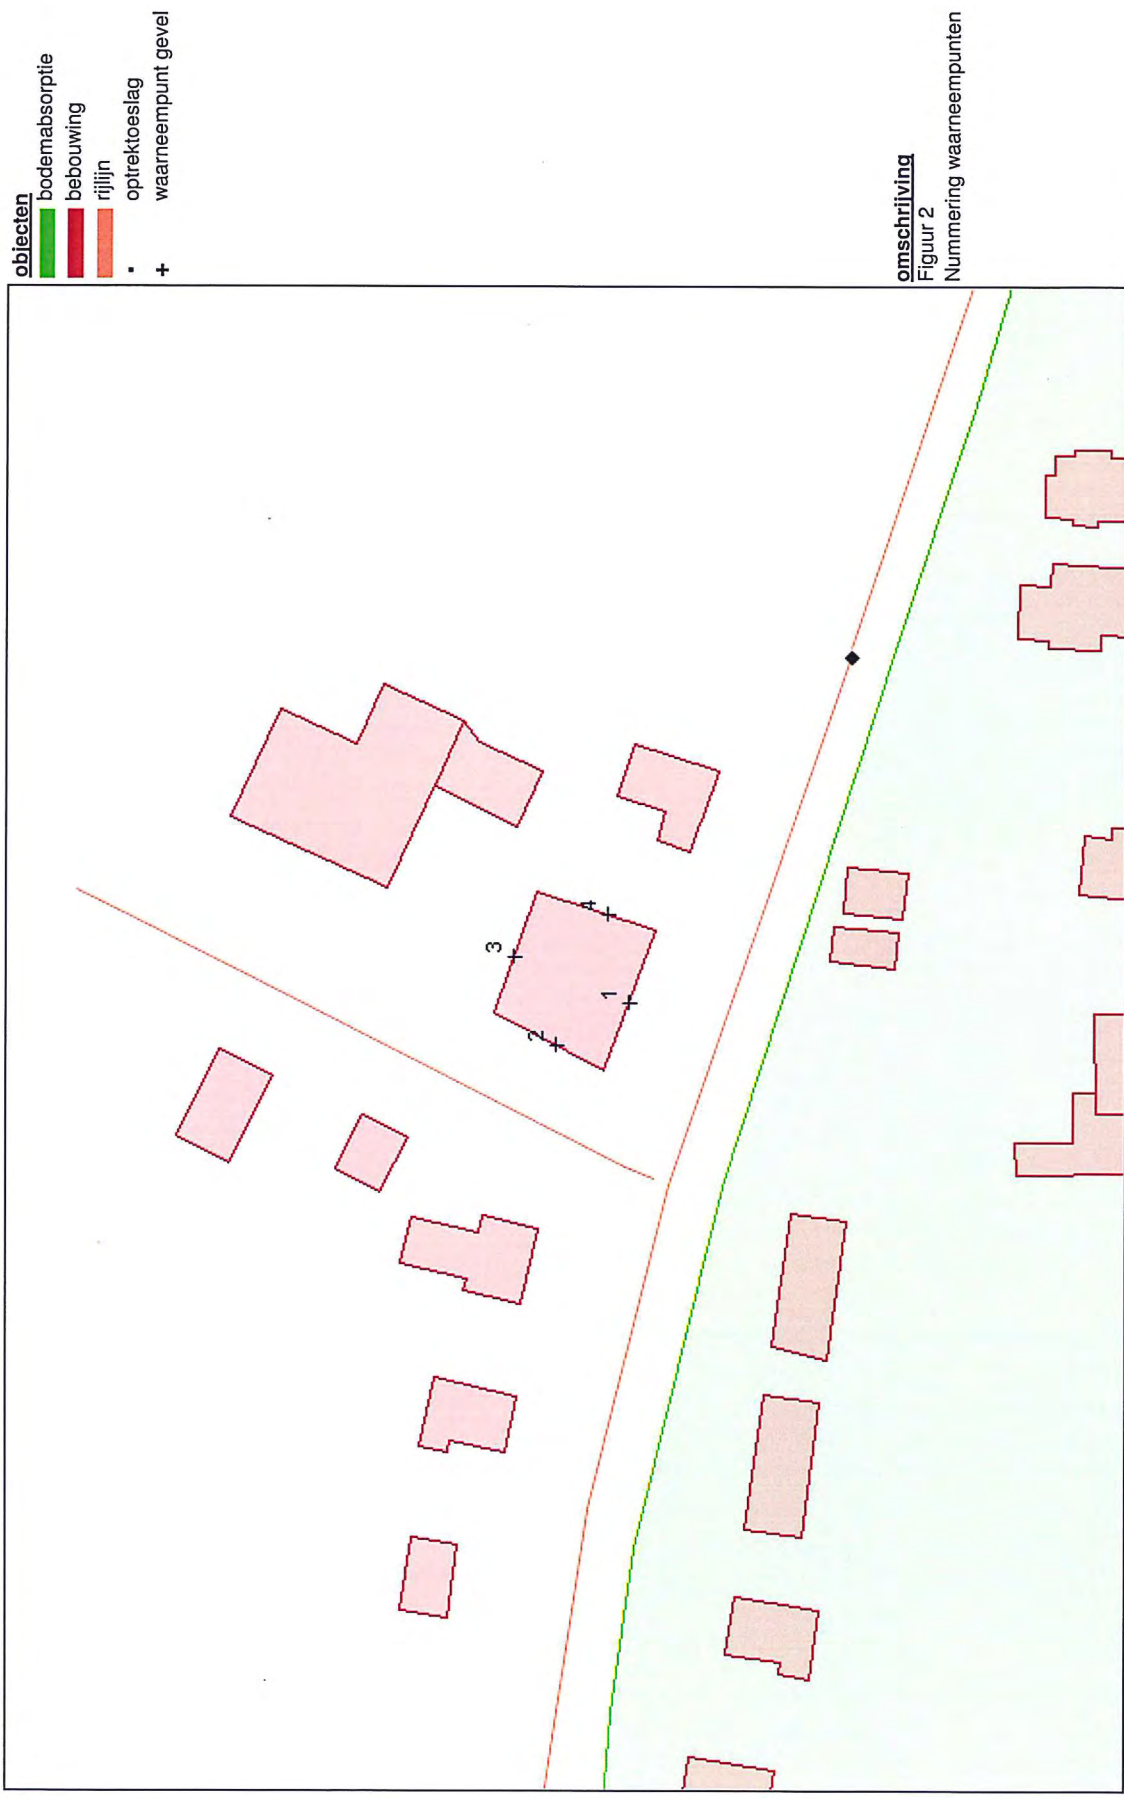 objecten
bodemabsorptie
bebouwing
rijlijn
optrektoeslag
waarneempunt gevel
3
4
1
2
omschrijving
Figuur 2
Nummering waarneempunten